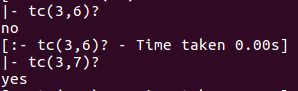 |- tc(3,6)?
no
[:- tc(3,6)? - Time taken 0.00s]
|- tc(3,7)?
yes